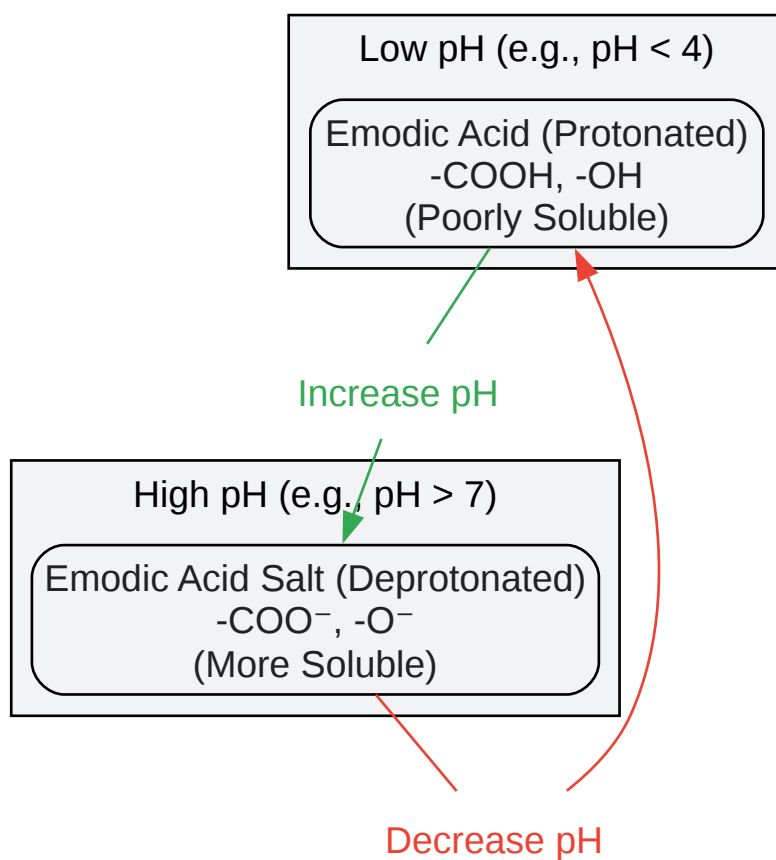 Low pH (e.g., pH < 4)
Emodic Acid (Protonated)
-COOH, -OH
(Poorly Soluble)
Increase pH
High pH (e.g., pH > 7)
Emodic Acid Salt (Deprotonated)
-COO⁻, -O⁻
(More Soluble)
Decrease pH